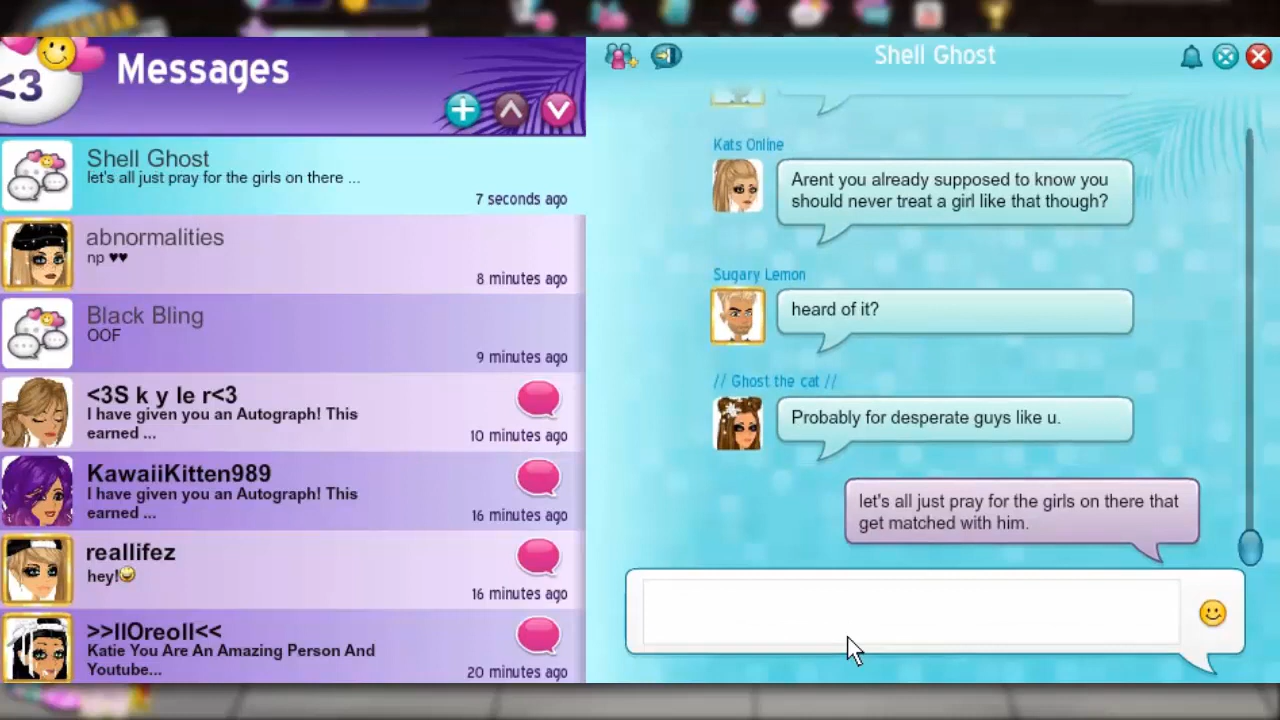 <3
Messages
Shell Ghost
let's all just pray for the girls on there ...
7 seconds ago
abnormalities
np ♥♥
8 minutes ago
Black Bling
OOF
9 minutes ago
<3S k y le r<3
I have given you an Autograph! This
earned ...
10 minutes ago
KawaiiKitten989
I have given you an Autograph! This
earned ...
16 minutes ago
reallifez
hey!😄
16 minutes ago
>>IIOreoII<<
Katie You Are An Amazing Person And
Youtube...
20 minutes ago
Shell Ghost
Kats Online
Arent you already supposed to know you
should never treat a girl like that though?
Sugary Lemon
heard of it?
// Ghost the cat //
Probably for desperate guys like u.
let's all just pray for the girls on there that
get matched with him.